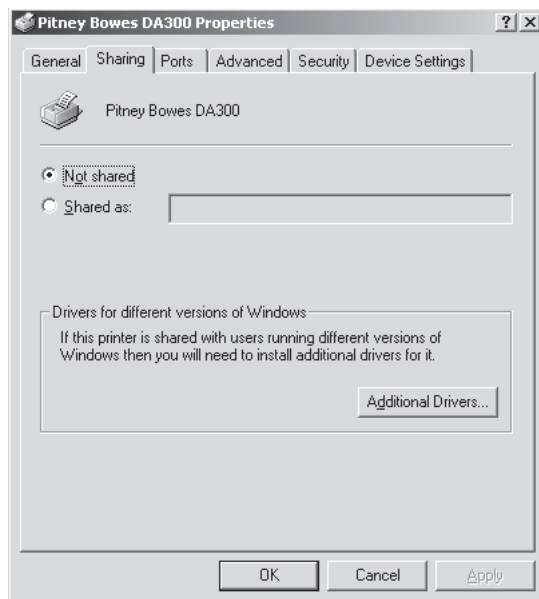 Pitney Bowes DA300 Properties
General Sharing Ports Advanced Security Device Settings
Pitney Bowes DA300
Not shared
Shared as:
Drivers for different versions of Windows
If this printer is shared with users running different versions of
Windows then you will need to install additional drivers for it.
Additional Drivers...
OK Cancel Apply